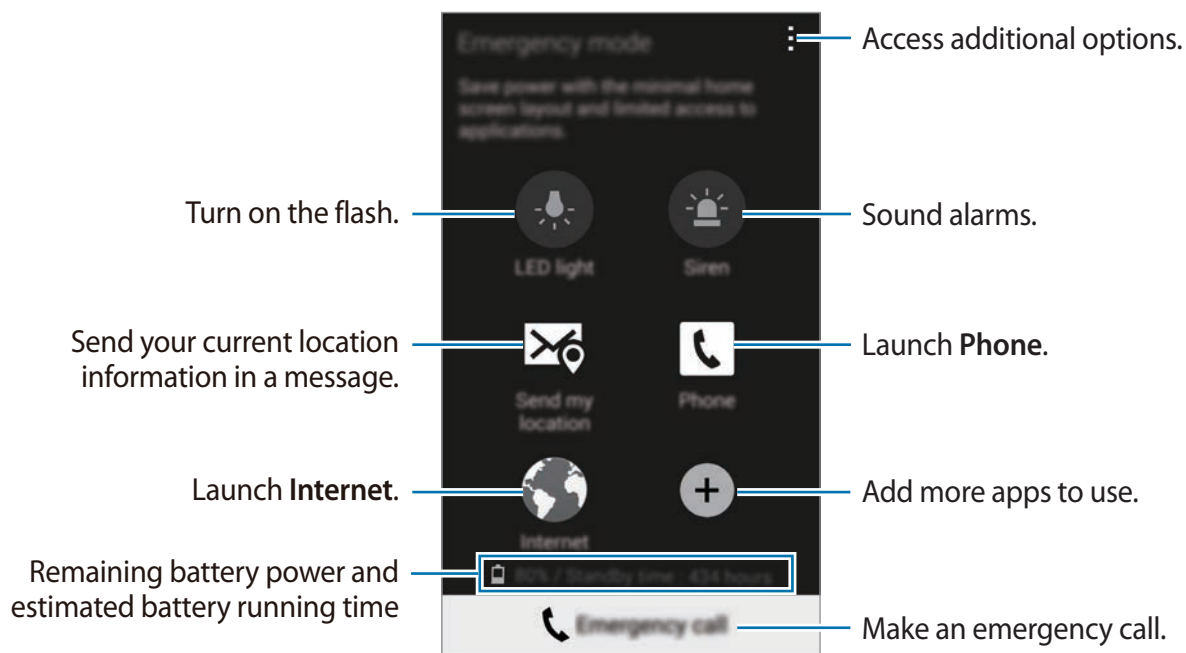 Emergency mode
Access additional options.
Save power with the minimal home
screen layout and limited access to
applications.
Turn on the flash.
Sound alarms.
LED light
Siren
Send your current location
information in a message.
Launch Phone.
Send my
location
Phone
Launch Internet.
Add more apps to use.
Internet
Remaining battery power and
estimated battery running time
80% / Standby time : 434 hours
Emergency call
Make an emergency call.